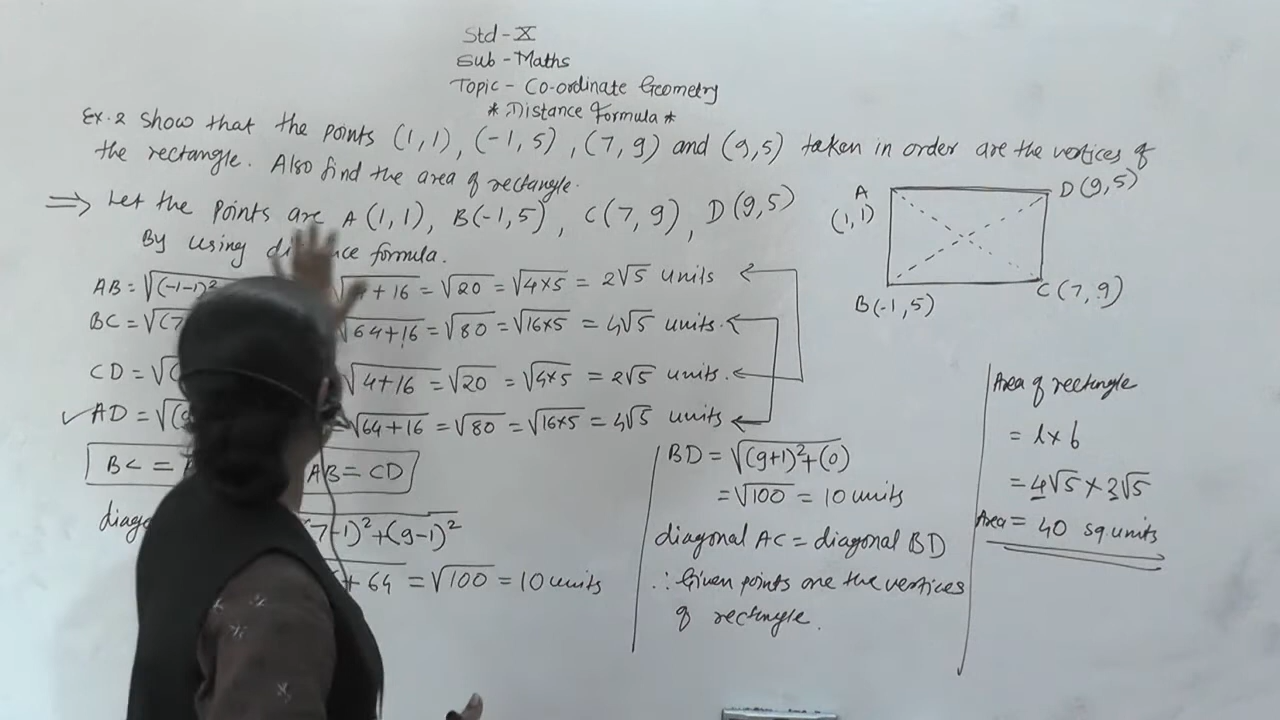 Std - X
Sub - Maths
Topic - Co-ordinate Geometry
* Distance Formula *
Ex. 2 Show that the points (1,1), (-1,5), (7,9) and (9,5) taken in order are the vertices of
the rectangle. Also find the area of rectangle.
⇒ Let the points are A(1,1), B(-1,5), C(7,9), D(9,5)
By using formula.
AB = √(-1-1)² 4+16 = √20 = √4×5 = 2√5 units
BC = √(7 √64+16 = √80 = √16×5 = 4√5 units.
CD = √( √4+16 = √20 = √4×5 = 2√5 units.
✓ AD = √(9 = √64+16 = √80 = √16×5 = 4√5 units
BC = AB = CD
(7-1)²+(9-1)²
+ 64 = √100 = 10 units
BD = √(9+1)²+(0)
= √100 = 10 units
diagonal AC = diagonal BD
∴ Given points are the vertices
of rectangle.
A
(1,1)
D(9,5)
B(-1,5)
C(7,9)
Area of rectangle
= l × b
= 4√5 × 2√5
Area = 40 sq units